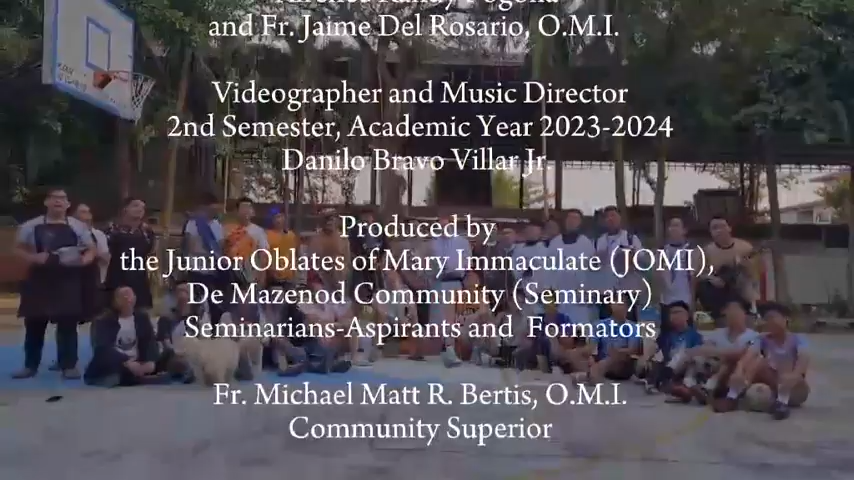 and Fr. Jaime Del Rosario, O.M.I.
Videographer and Music Director
2nd Semester, Academic Year 2023-2024
Danilo Bravo Villar Jr.
Produced by
the Junior Oblates of Mary Immaculate (JOMI),
De Mazenod Community (Seminary)
Seminarians-Aspirants and Formators
Fr. Michael Matt R. Bertis, O.M.I.
Community Superior